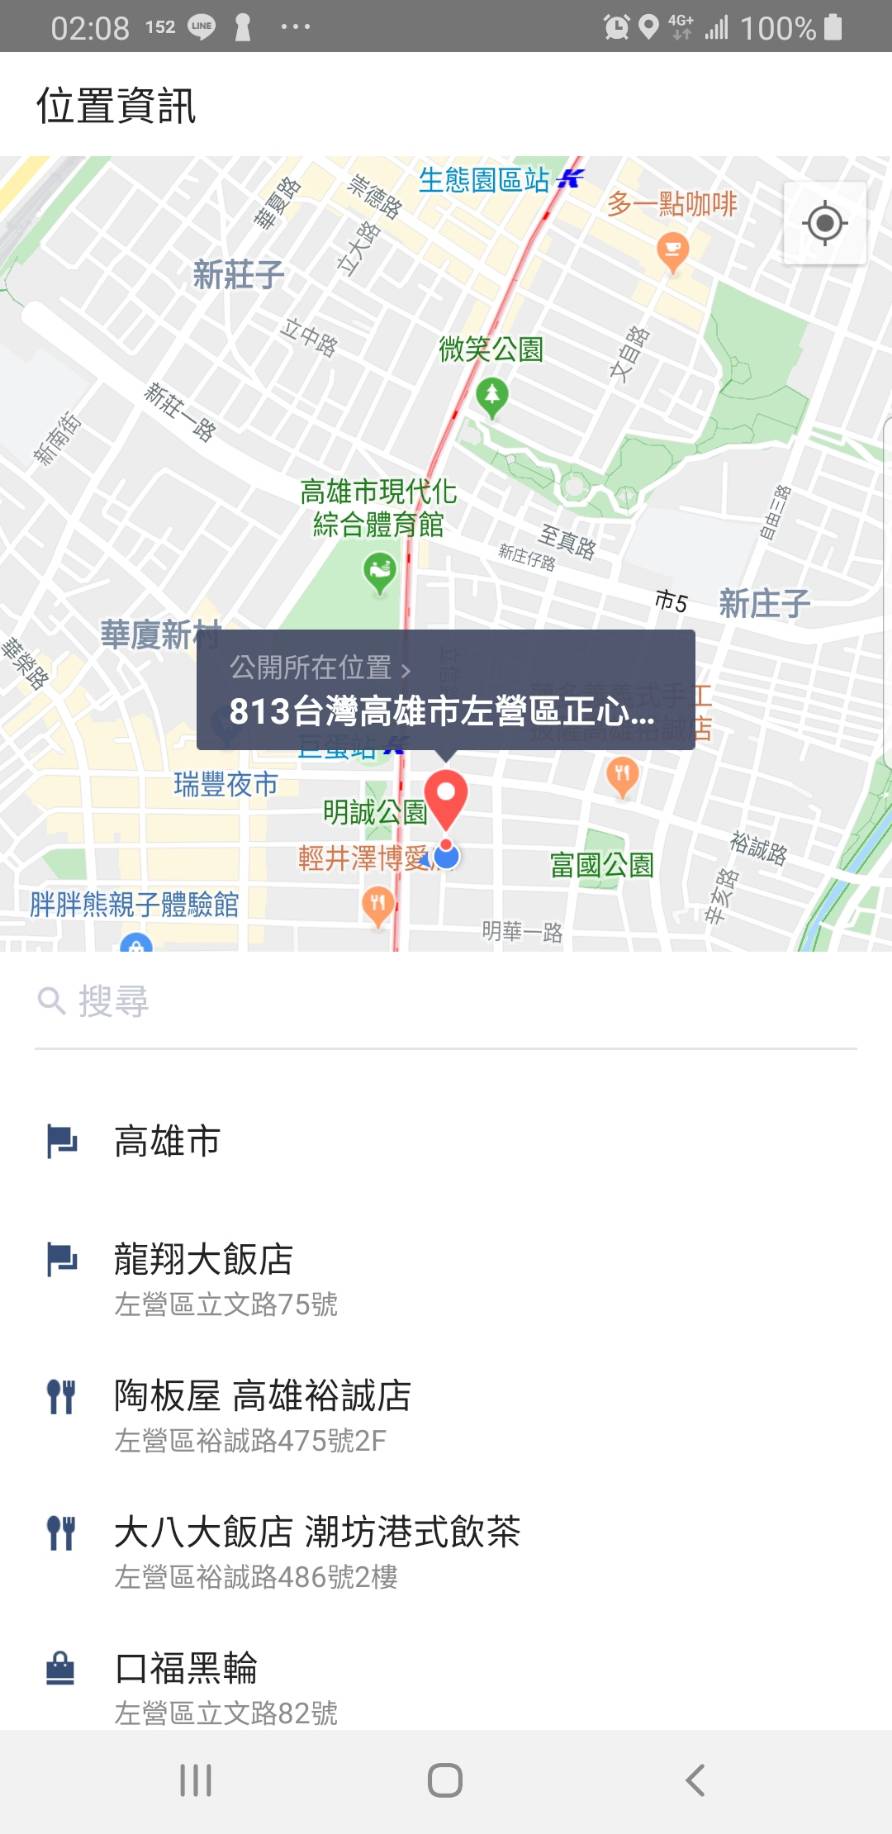 02:08 152 LINE ... 4G+ 100%
位置資訊
生態園區站
多一點咖啡
華夏路
崇德路
立大路
新莊子
立中路
微笑公園
文自路
新莊一路
新南街
高雄市現代化
綜合體育館
自由三路
至真路
新庄仔路
市5
新庄子
華廈新村
華榮路
公開所在位置 >
813台灣高雄市左營區正心...
手工
店
巨蛋站
瑞豐夜市
明誠公園
輕井澤博愛
富國公園
裕誠路
辛亥路
胖胖熊親子體驗館
明華一路
搜尋
高雄市
龍翔大飯店
左營區立文路75號
陶板屋 高雄裕誠店
左營區裕誠路475號2F
大八大飯店 潮坊港式飲茶
左營區裕誠路486號2樓
口福黑輪
左營區立文路82號